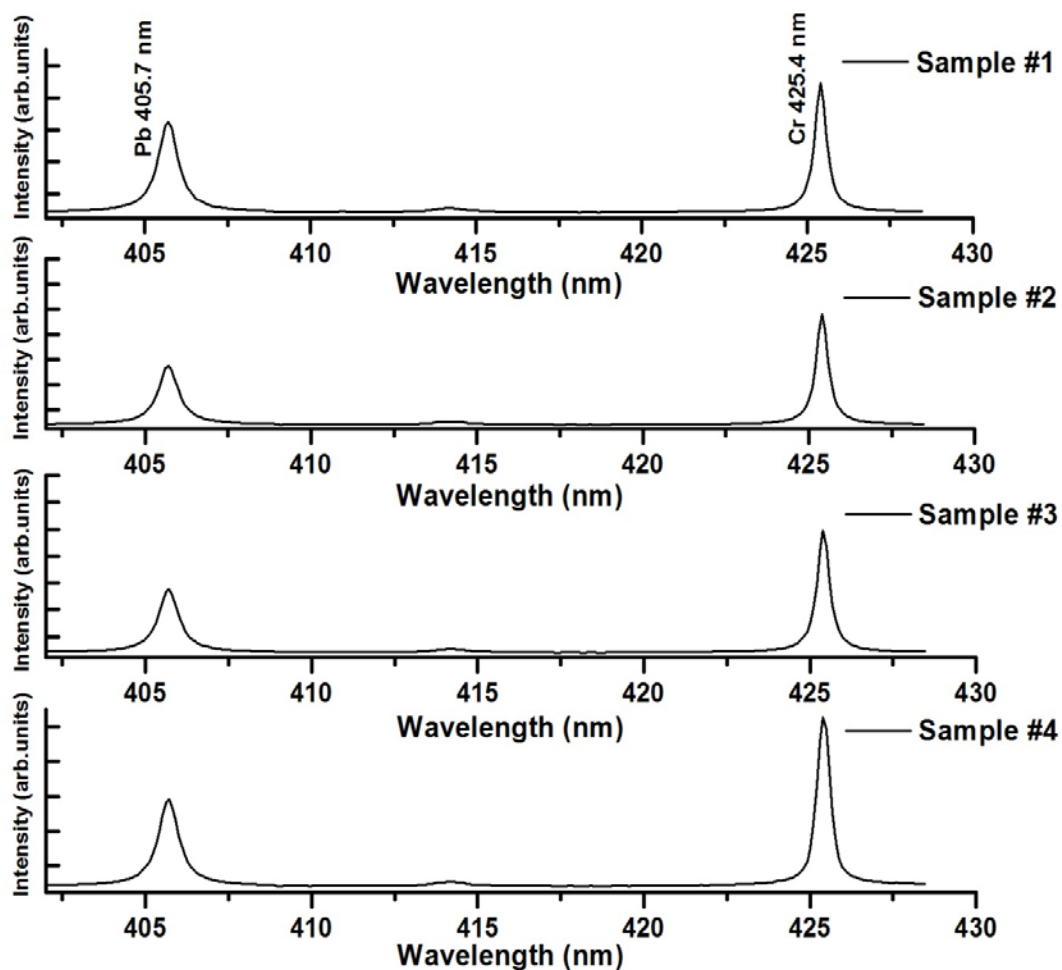 Intensity (arb.units)
Pb 405.7 nm
Cr 425.4 nm
Sample #1
405 410 415 420 425 430
Wavelength (nm)
Intensity (arb.units)
Sample #2
405 410 415 420 425 430
Wavelength (nm)
Intensity (arb.units)
Sample #3
405 410 415 420 425 430
Wavelength (nm)
Intensity (arb.units)
Sample #4
405 410 415 420 425 430
Wavelength (nm)